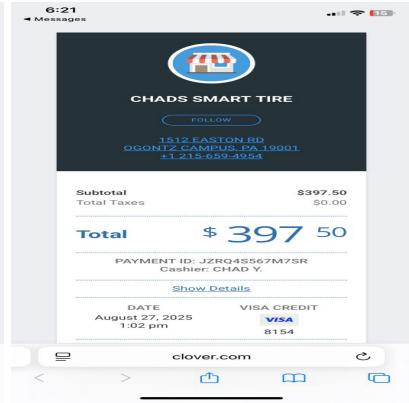 6:21
15
◄ Messages
CHADS SMART TIRE
FOLLOW
1512 EASTON RD
OGONTZ CAMPUS, PA 19001
+1 215-659-4954
Subtotal $397.50
Total Taxes $0.00
Total $ 397 50
PAYMENT ID: JZRQ4S567M7SR
Cashier: CHAD Y.
Show Details
DATE VISA CREDIT
August 27, 2025 VISA
1:02 pm 8154
clover.com